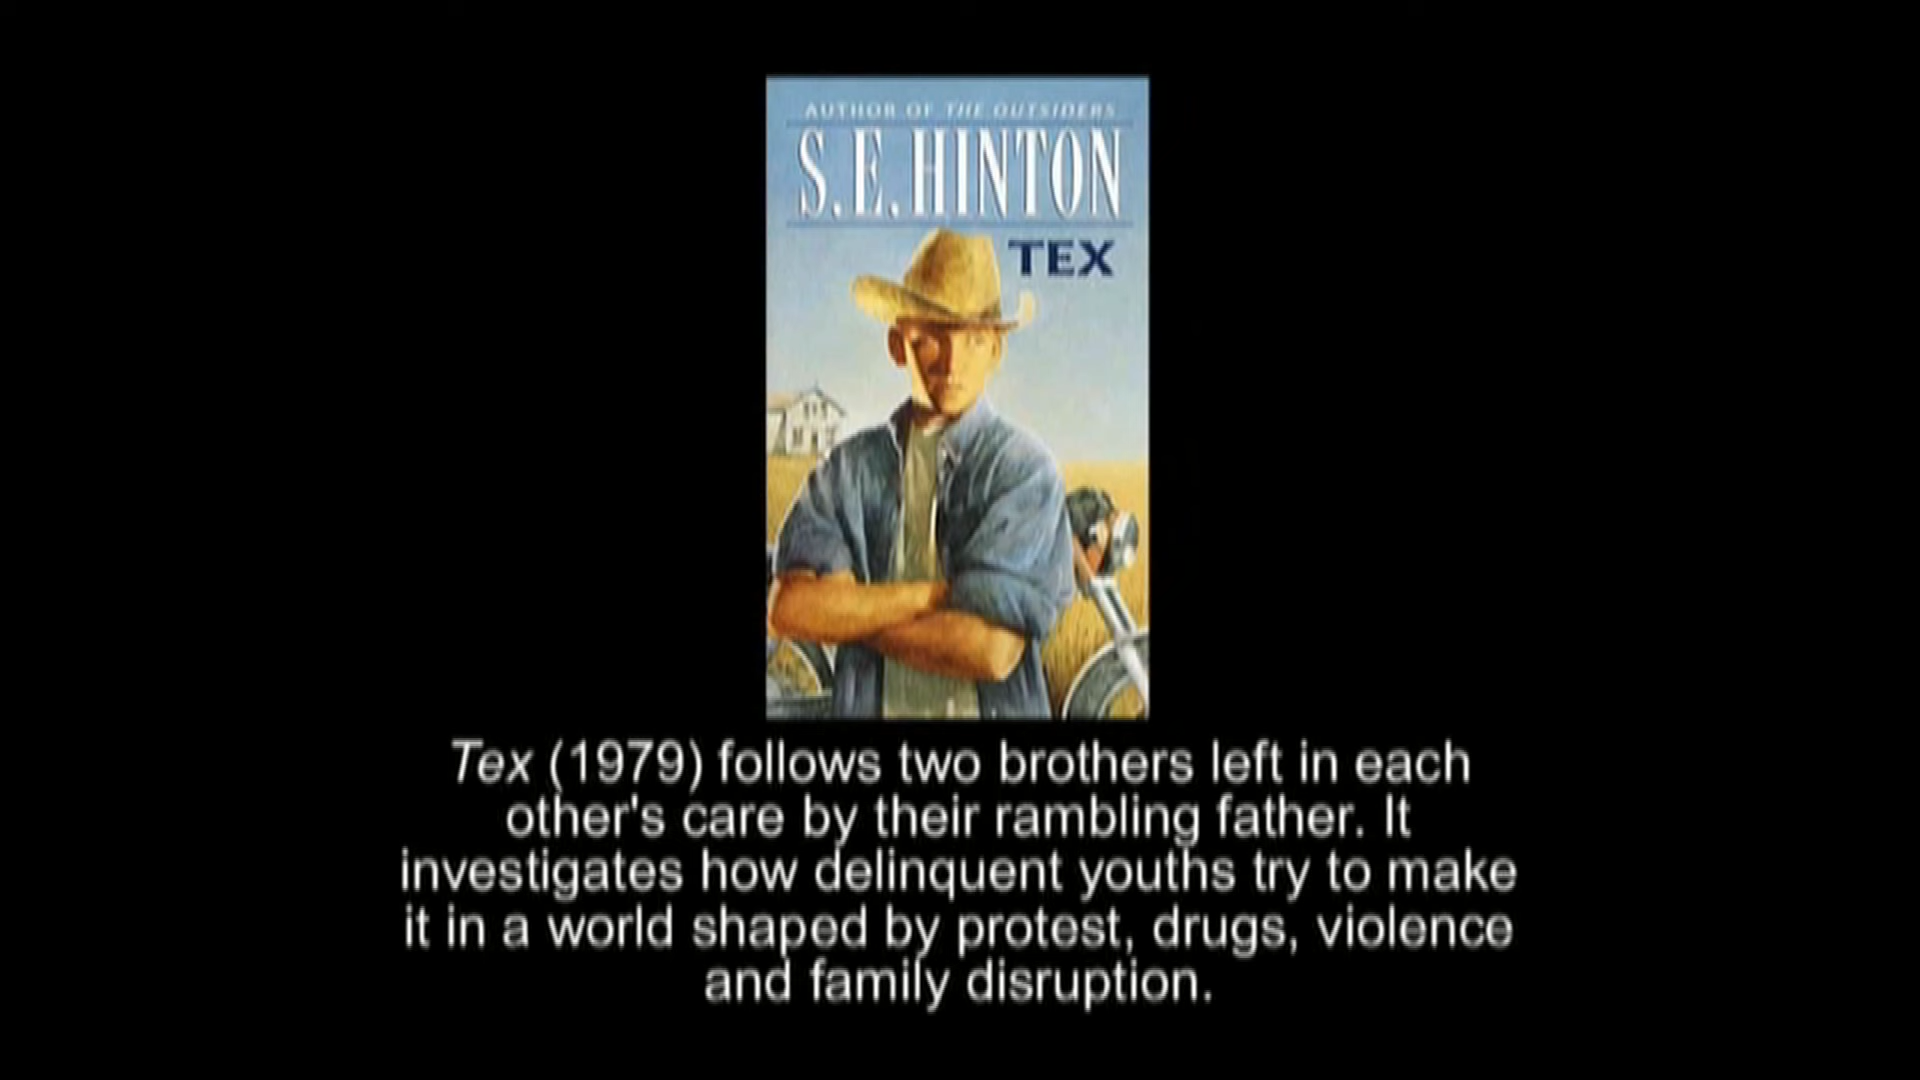 AUTHOR OF THE OUTSIDERS
S.E. HINTON
TEX
Tex (1979) follows two brothers left in each
other's care by their rambling father. It
investigates how delinquent youths try to make
it in a world shaped by protest, drugs, violence
and family disruption.